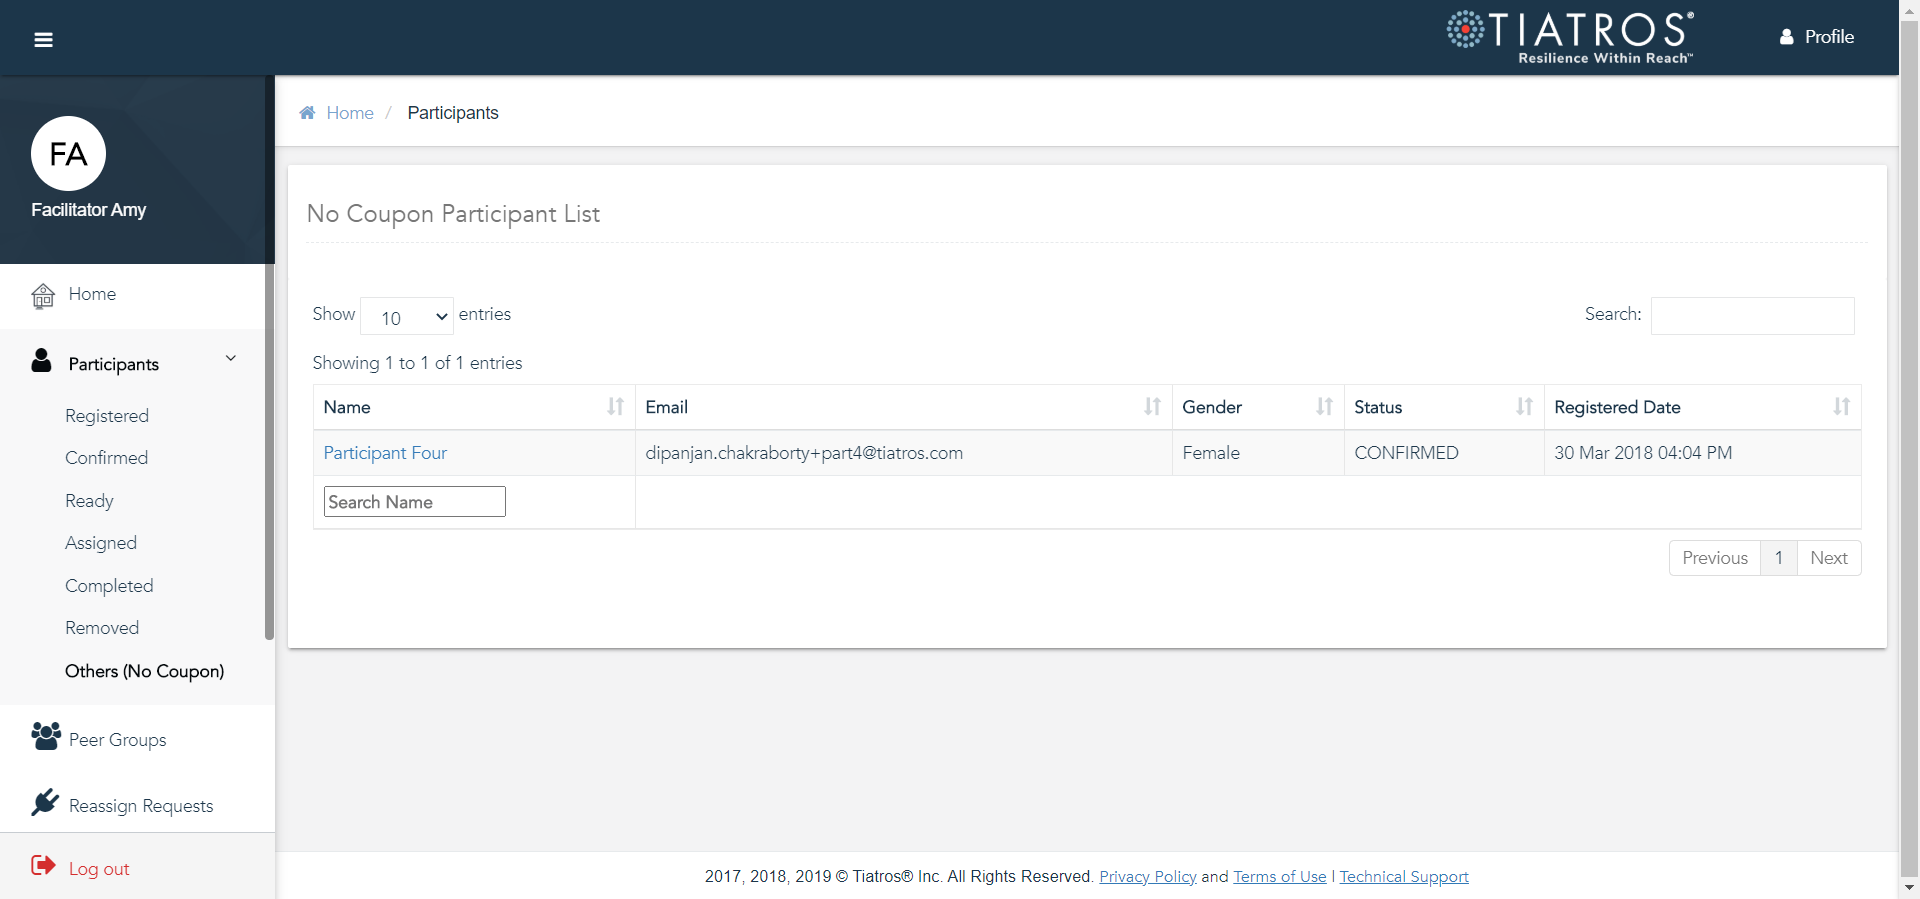 TIATROS®
Resilience Within Reach™
Profile
FA
Facilitator Amy
Home
Participants
Registered
Confirmed
Ready
Assigned
Completed
Removed
Others (No Coupon)
Peer Groups
Reassign Requests
Log out
Home / Participants
No Coupon Participant List
Show 10 entries
Search:
Showing 1 to 1 of 1 entries
Name Email Gender Status Registered Date
Participant Four dipanjan.chakraborty+part4@tiatros.com Female CONFIRMED 30 Mar 2018 04:04 PM
Search Name
Previous 1 Next
2017, 2018, 2019 © Tiatros® Inc. All Rights Reserved. Privacy Policy and Terms of Use | Technical Support